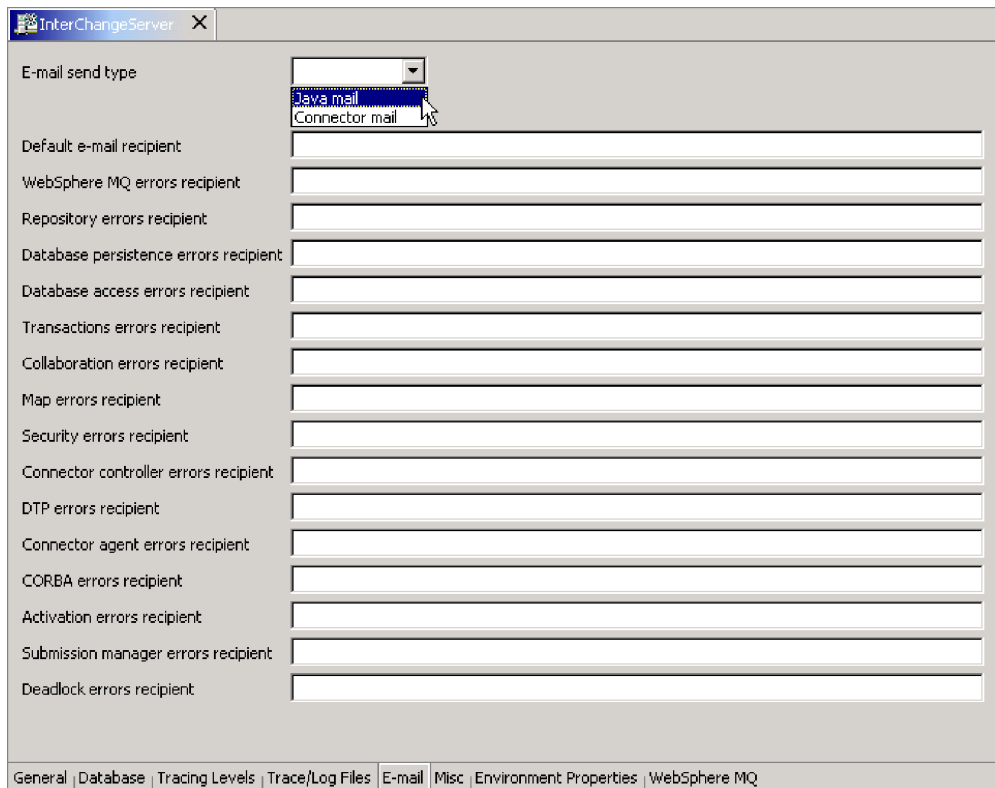 InterChangeServer X
E-mail send type
Java mail
Connector mail
Default e-mail recipient
WebSphere MQ errors recipient
Repository errors recipient
Database persistence errors recipient
Database access errors recipient
Transactions errors recipient
Collaboration errors recipient
Map errors recipient
Security errors recipient
Connector controller errors recipient
DTP errors recipient
Connector agent errors recipient
CORBA errors recipient
Activation errors recipient
Submission manager errors recipient
Deadlock errors recipient
General Database Tracing Levels Trace/Log Files E-mail Misc Environment Properties WebSphere MQ